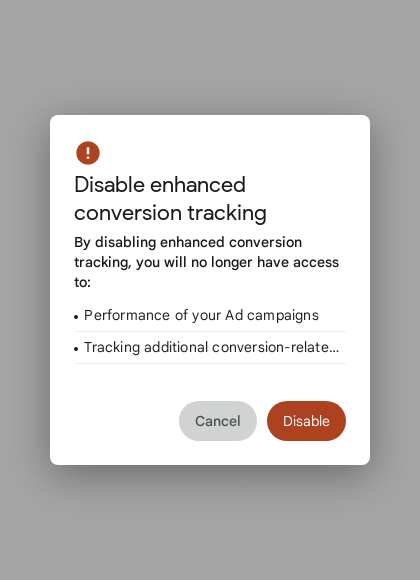 Disable enhanced
conversion tracking
By disabling enhanced conversion
tracking, you will no longer have access
to:
• Performance of your Ad campaigns
• Tracking additional conversion-relate...
Cancel
Disable